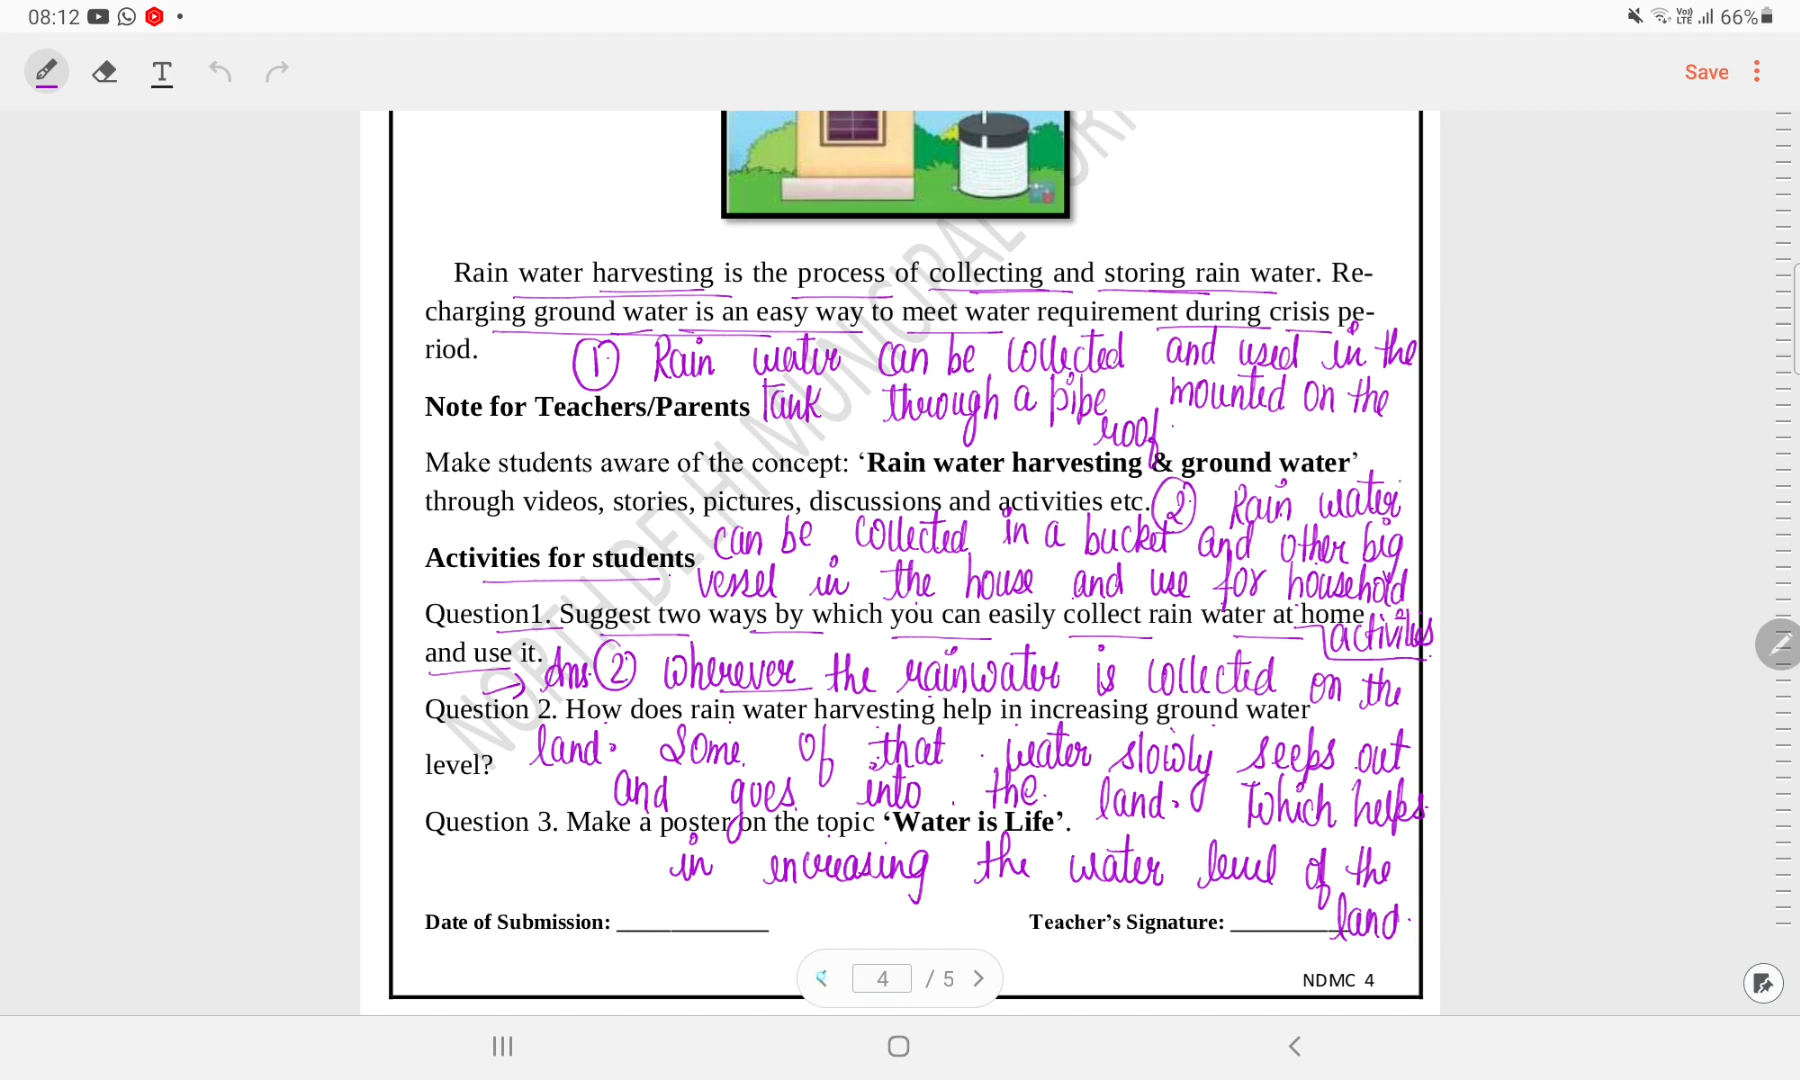 08:12
66%
Save
Rain water harvesting is the process of collecting and storing rain water. Re-
charging ground water is an easy way to meet water requirement during crisis pe-
riod.
① Rain water can be collected and used in the
Note for Teachers/Parents
Tank through a pipe mounted on the
roof.
Make students aware of the concept: ‘Rain water harvesting & ground water’
through videos, stories, pictures, discussions and activities etc.
② Rain water
can be collected in a bucket and other big
Activities for students
vessel in the house and use for household
Question1. Suggest two ways by which you can easily collect rain water at home
activities
and use it.
Ans. ② wherever the rainwater is collected on the
Question 2. How does rain water harvesting help in increasing ground water
land. Some of that water slowly seeps out
level?
and goes into the land. Which helps
Question 3. Make a poster on the topic ‘Water is Life’.
in encreasing the water level of the
land.
Date of Submission: ______________
Teacher’s Signature: ____________
4 / 5
NDMC 4
NORTH DELHI MUNICIPAL CORP